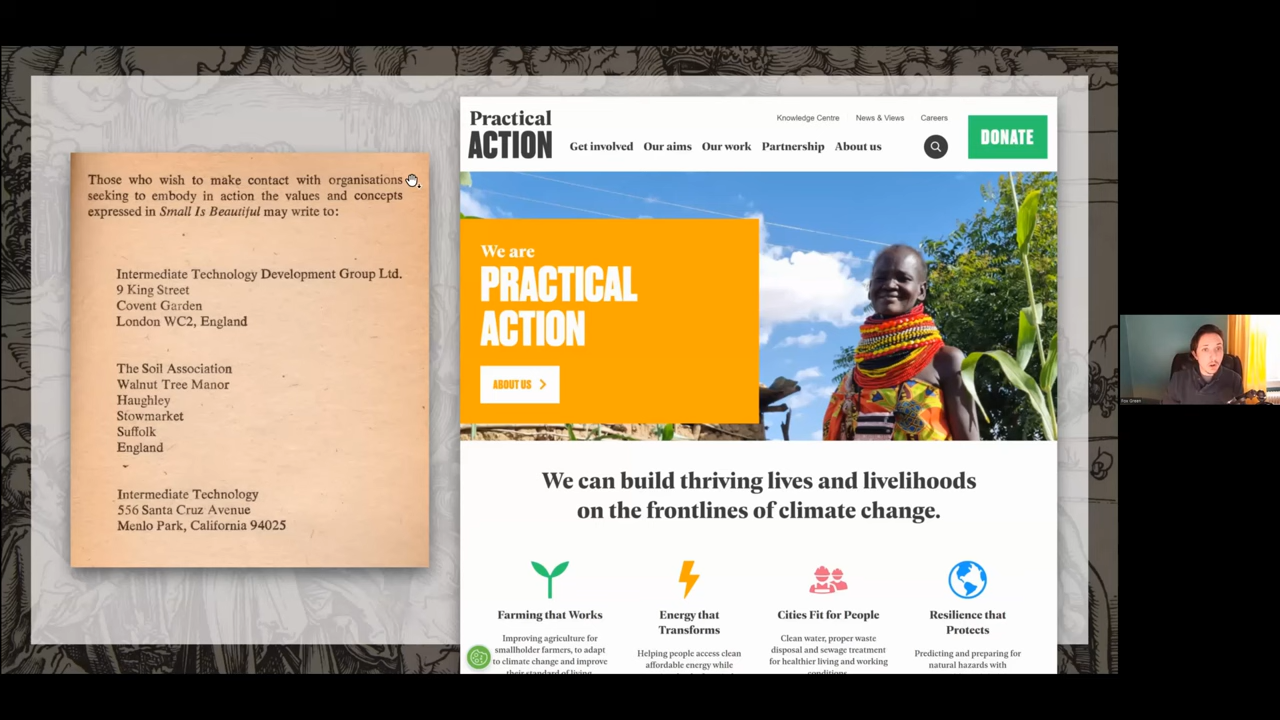 Those who wish to make contact with organisations
seeking to embody in action the values and concepts
expressed in Small Is Beautiful may write to:
Intermediate Technology Development Group Ltd.
9 King Street
Covent Garden
London WC2, England
The Soil Association
Walnut Tree Manor
Haughley
Stowmarket
Suffolk
England
Intermediate Technology
556 Santa Cruz Avenue
Menlo Park, California 94025
Practical
ACTION
Knowledge Centre
News & Views
Careers
Get involved
Our aims
Our work
Partnership
About us
DONATE
We are
PRACTICAL
ACTION
ABOUT US
We can build thriving lives and livelihoods
on the frontlines of climate change.
Farming that Works
Improving agriculture for
smallholder farmers, to adapt
to climate change and improve
their standard of living
Energy that
Transforms
Helping people access clean
affordable energy while
Cities Fit for People
Clean water, proper waste
disposal and sewage treatment
for healthier living and working
conditions
Resilience that
Protects
Predicting and preparing for
natural hazards with